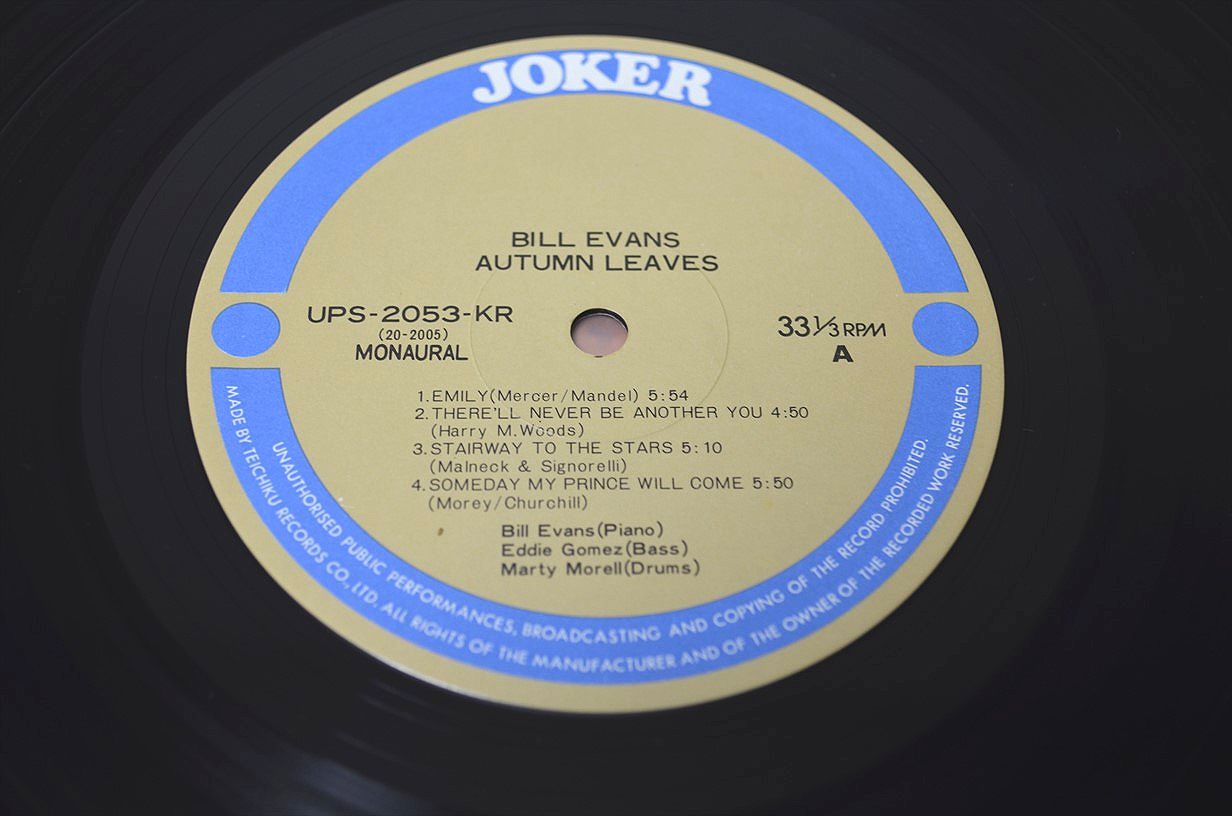 JOKER
BILL EVANS
AUTUMN LEAVES
UPS-2053-KR
(20-2005)
MONAURAL
33 1/3 RPM
A
1.EMILY(Mercer/Mandel) 5:54
2.THERE'LL NEVER BE ANOTHER YOU 4:50
(Harry M.Woods)
3.STAIRWAY TO THE STARS 5:10
(Malneck & Signorelli)
4.SOMEDAY MY PRINCE WILL COME 5:50
(Morey/Churchill)
Bill Evans(Piano)
Eddie Gomez(Bass)
Marty Morell(Drums)
UNAUTHORISED PUBLIC PERFORMANCES, BROADCASTING AND COPYING OF THE RECORD PROHIBITED.
MADE BY TEICHIKU RECORDS CO., LTD. ALL RIGHTS OF THE MANUFACTURER AND OF THE OWNER OF THE RECORDED WORK RESERVED.